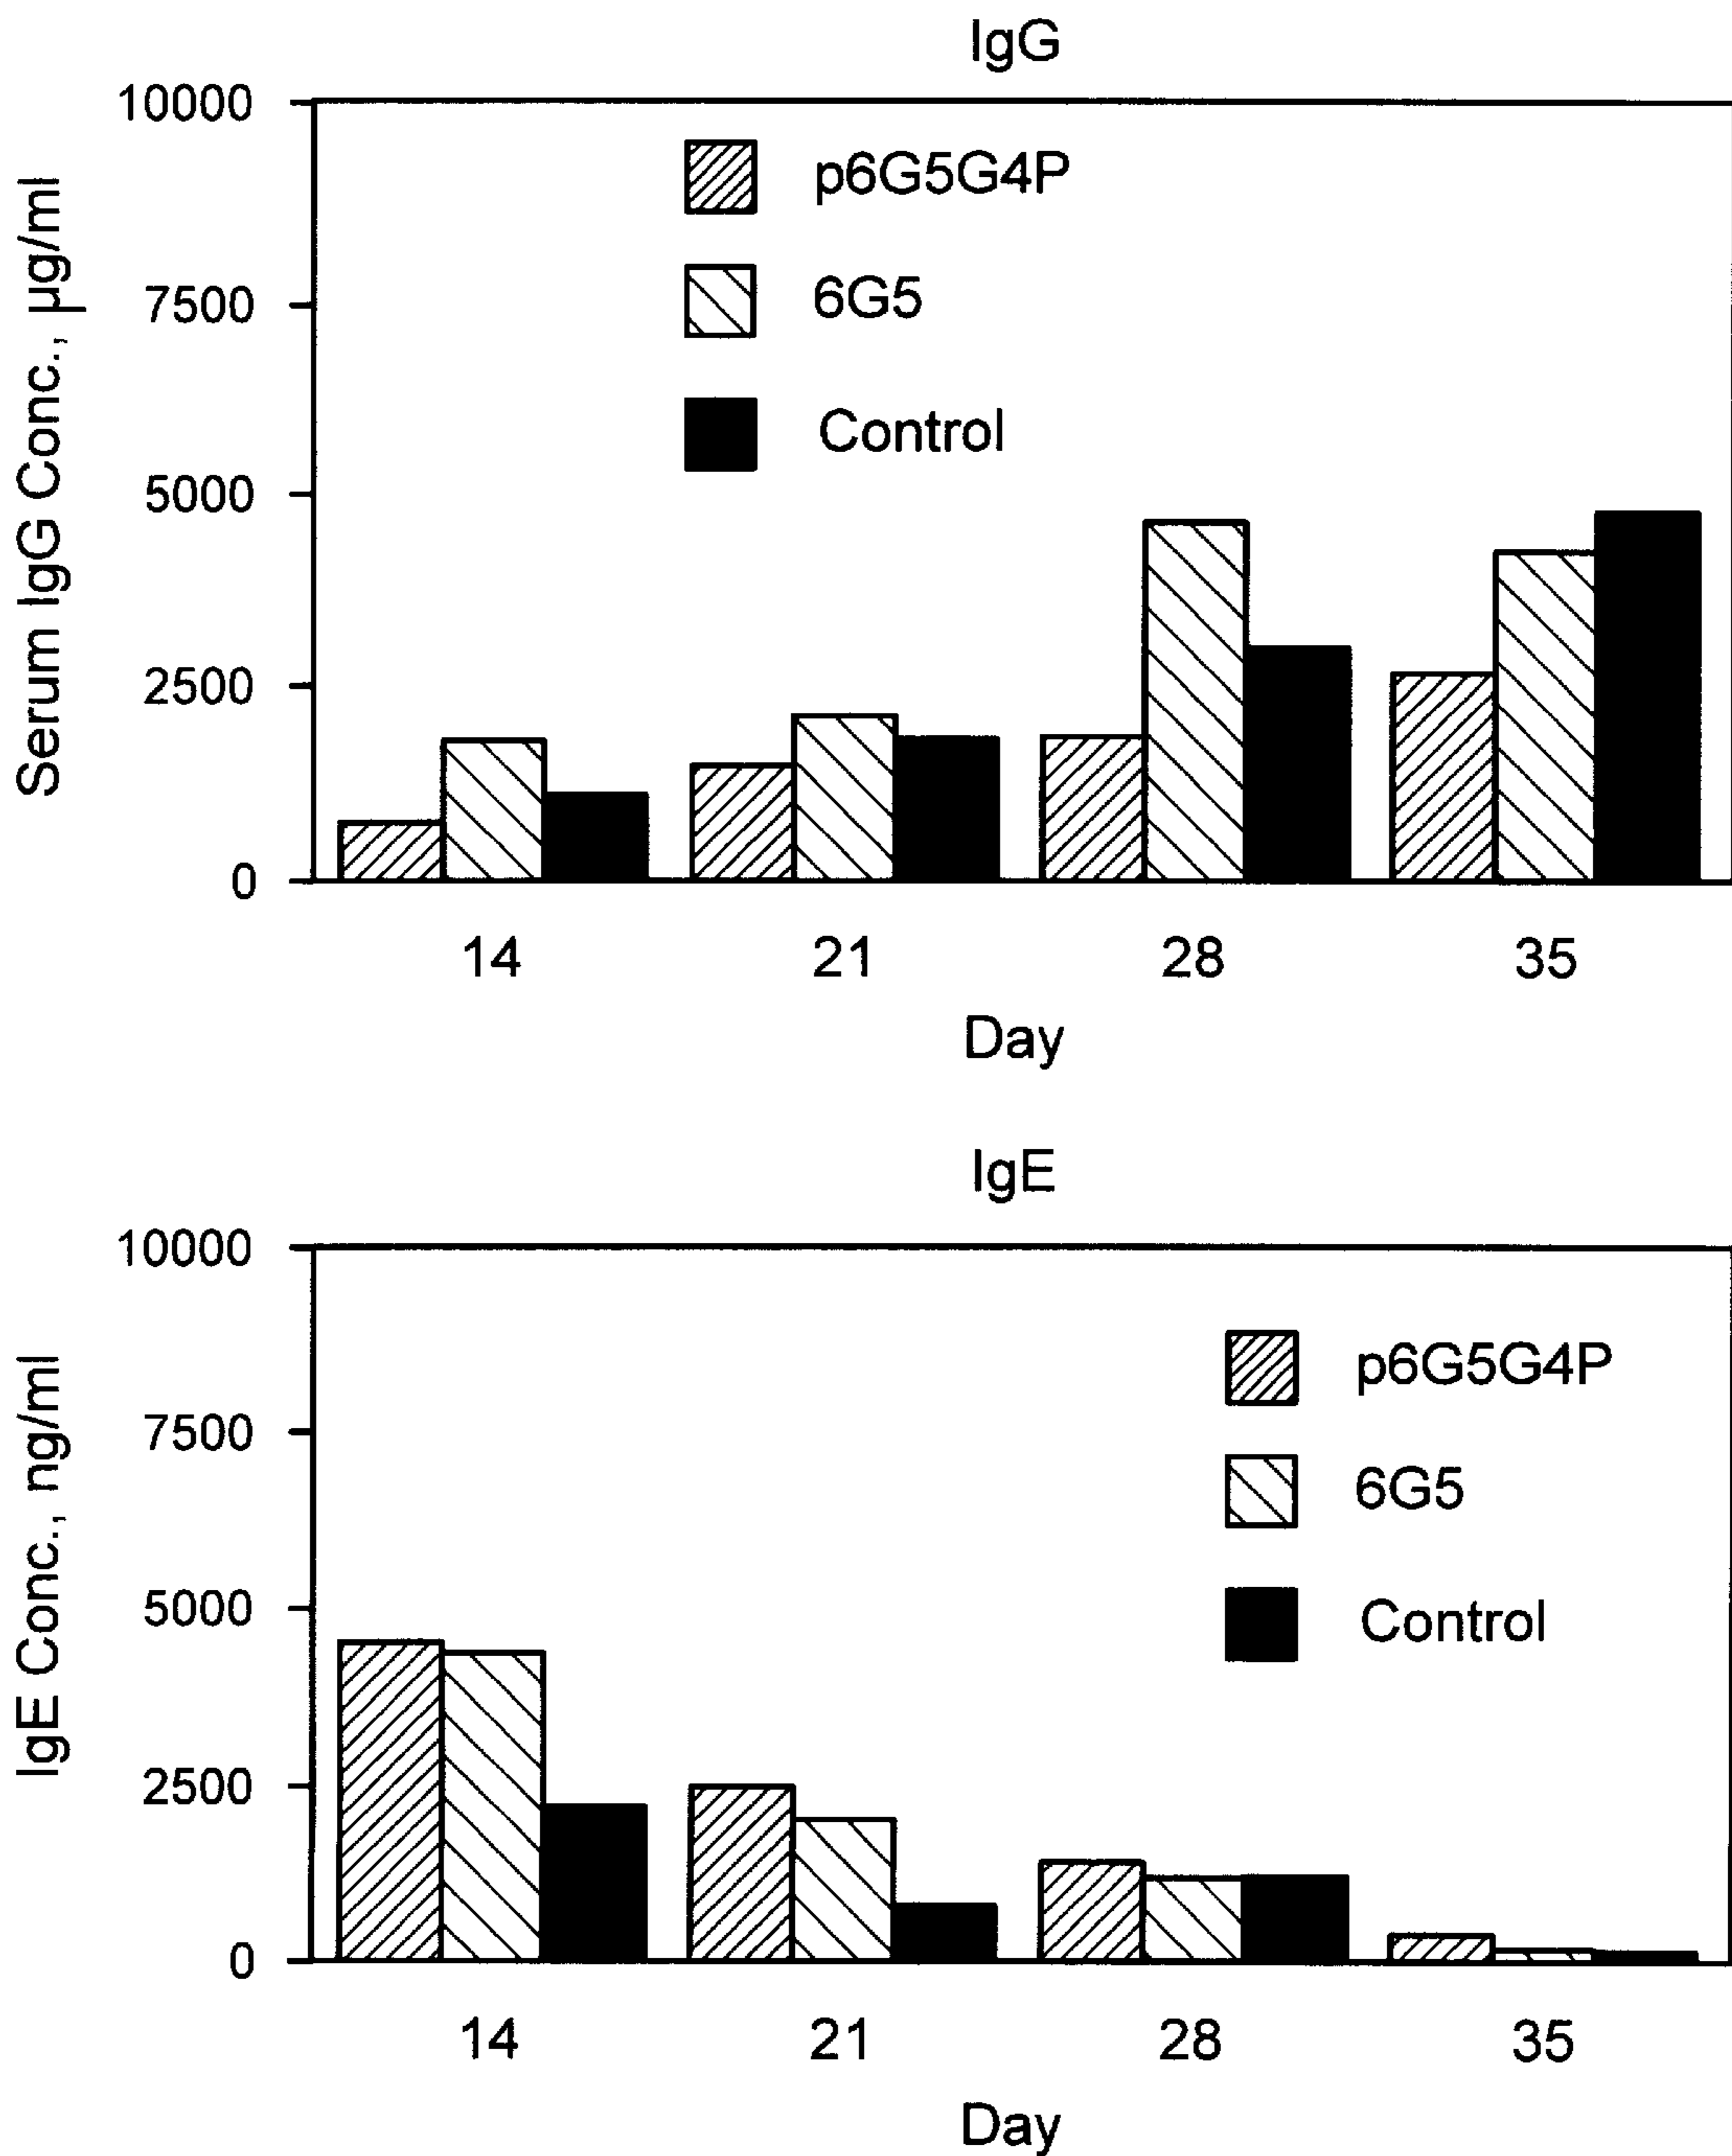 IgG
Serum IgG Conc., µg/ml
10000
7500
5000
2500
0
p6G5G4P
6G5
Control
14 21 28 35
Day
IgE
IgE Conc., ng/ml
10000
7500
5000
2500
0
p6G5G4P
6G5
Control
14 21 28 35
Day